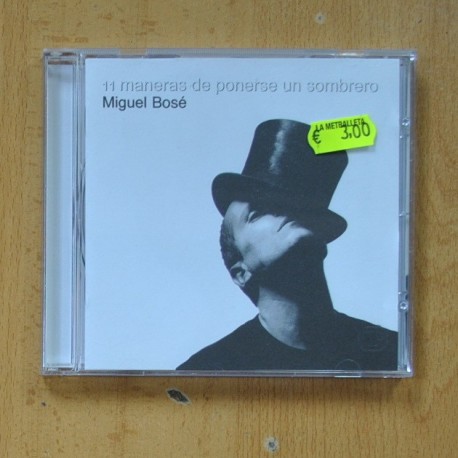 11 maneras de ponerse un sombrero
Miguel Bosé
LA METRALLETA
€ 3,00